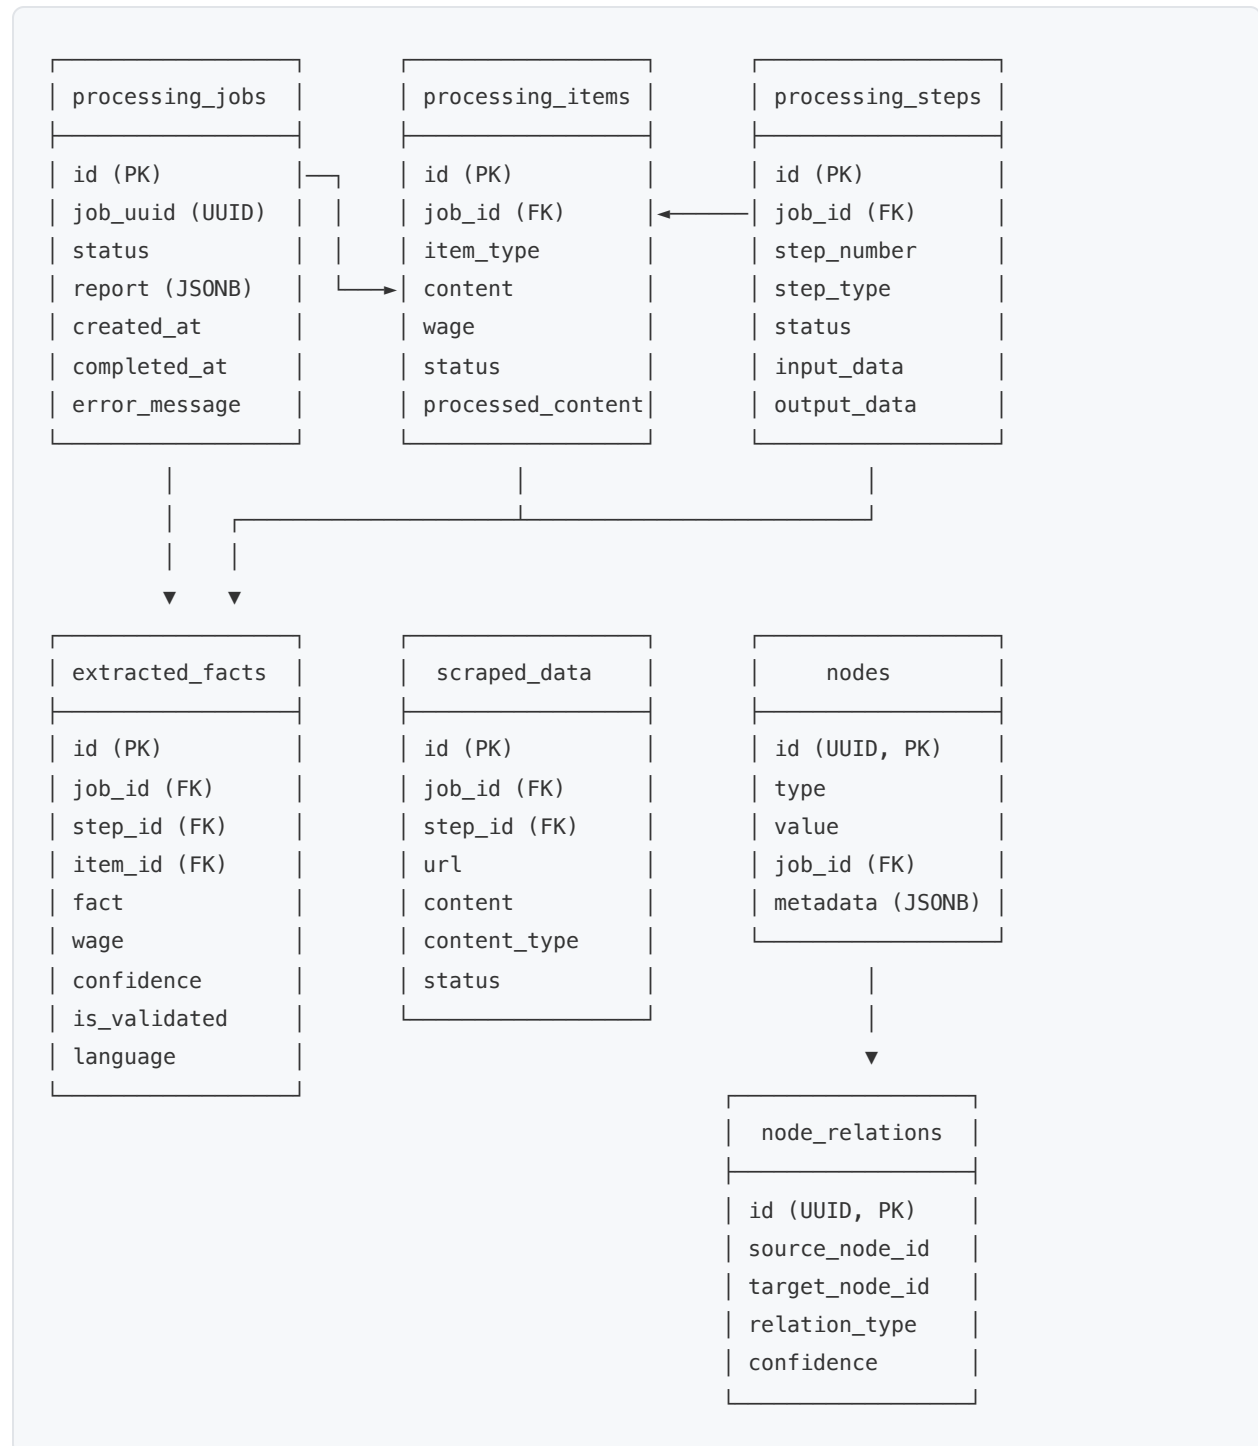 processing_jobs
id (PK)
job_uuid (UUID)
status
report (JSONB)
created_at
completed_at
error_message
processing_items
id (PK)
job_id (FK)
item_type
content
wage
status
processed_content
processing_steps
id (PK)
job_id (FK)
step_number
step_type
status
input_data
output_data
extracted_facts
id (PK)
job_id (FK)
step_id (FK)
item_id (FK)
fact
wage
confidence
is_validated
language
scraped_data
id (PK)
job_id (FK)
step_id (FK)
url
content
content_type
status
nodes
id (UUID, PK)
type
value
job_id (FK)
metadata (JSONB)
node_relations
id (UUID, PK)
source_node_id
target_node_id
relation_type
confidence